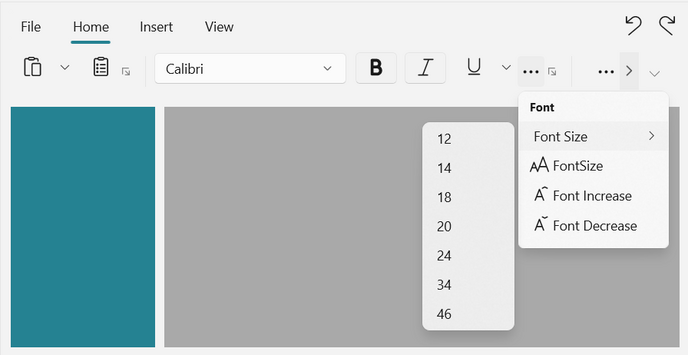 File Home Insert View
Calibri B I U
Font
Font Size
AA FontSize
A Font Increase
A Font Decrease
12
14
18
20
24
34
46